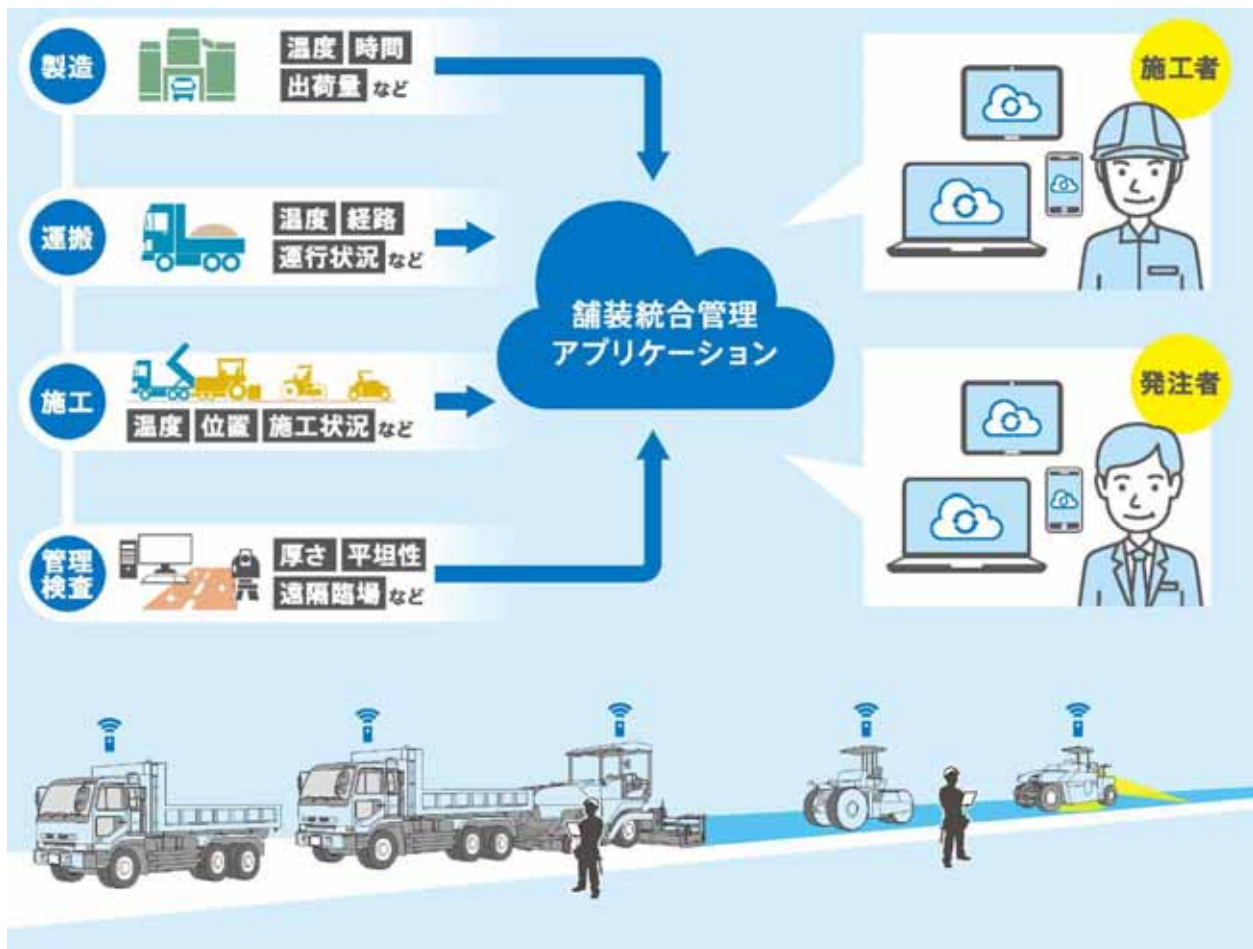 製造
温度 時間
出荷量 など
運搬
温度 経路
運行状況 など
施工
温度 位置 施工状況 など
管理
検査
厚さ 平坦性
遠隔臨場 など
舗装統合管理
アプリケーション
施工者
発注者